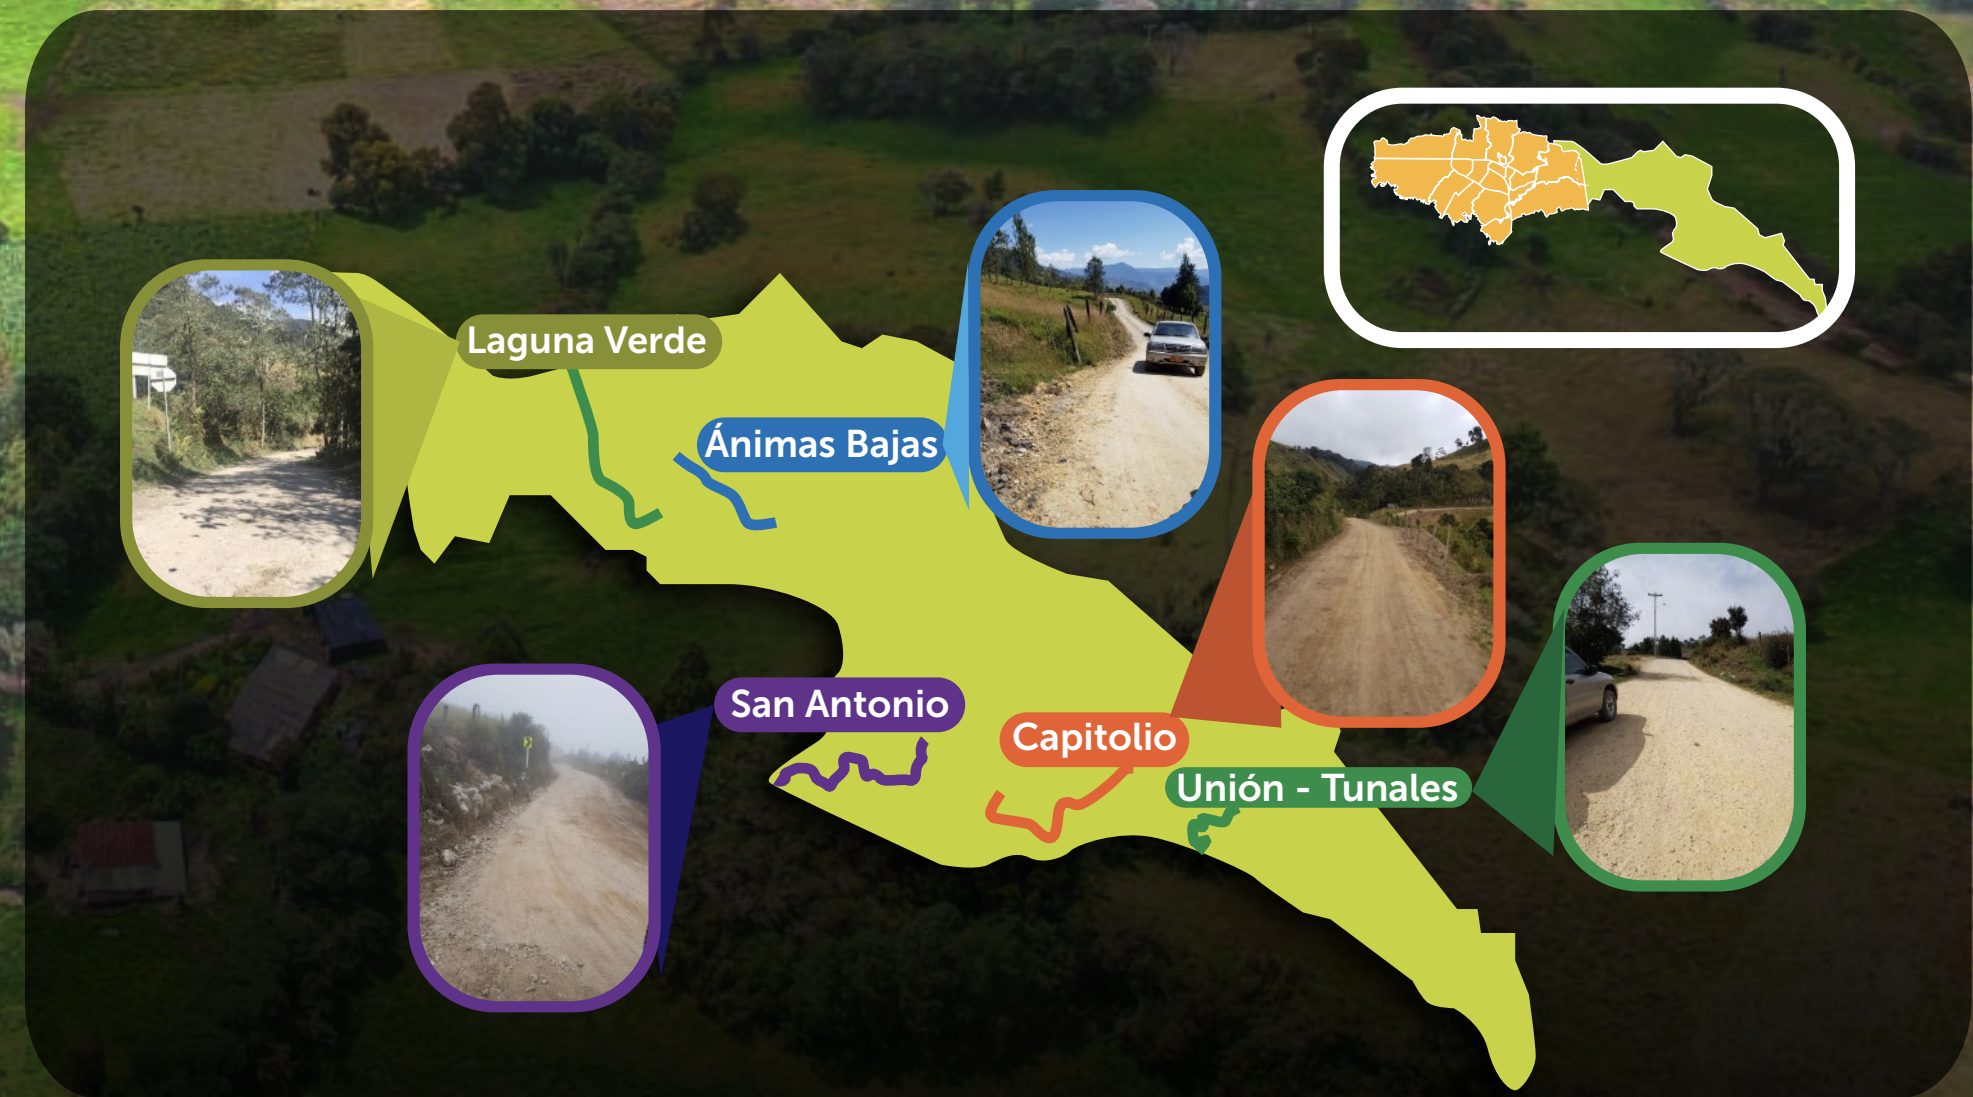 Laguna Verde
Ánimas Bajas
San Antonio
Capitolio
Unión - Tunales